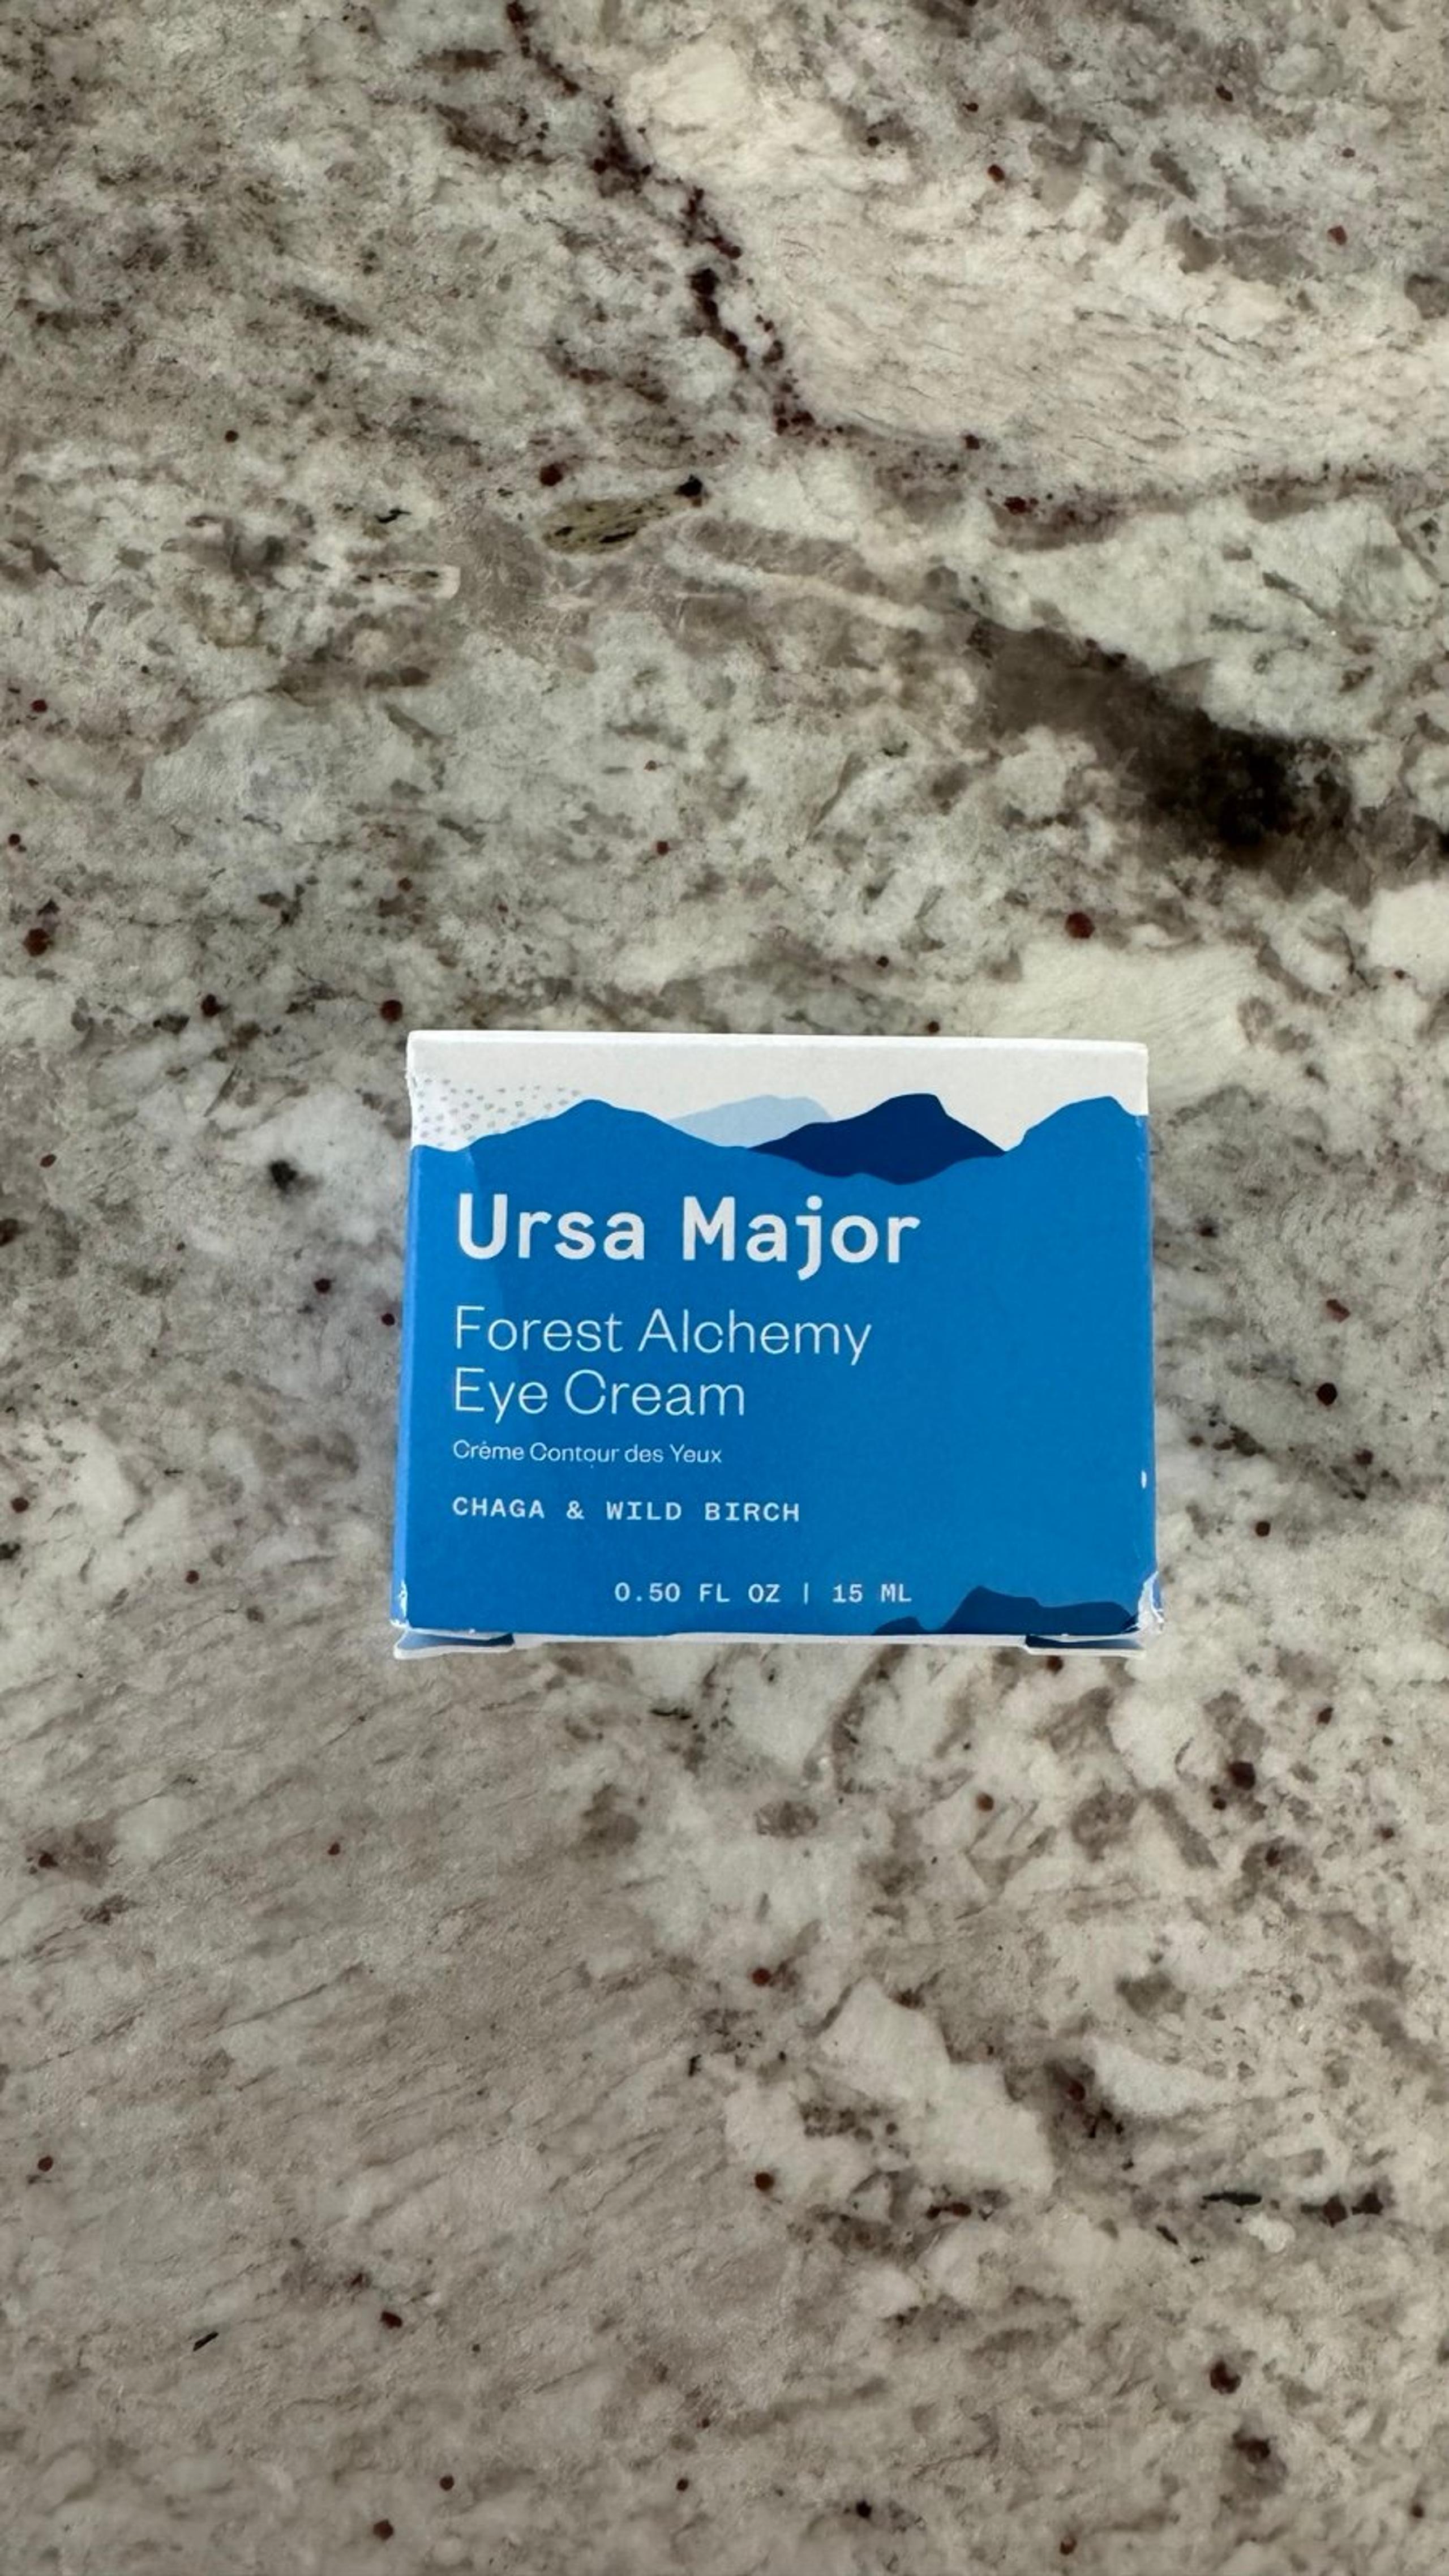 Ursa Major
Forest Alchemy
Eye Cream
Crème Contour des Yeux
CHAGA & WILD BIRCH
0.50 FL OZ | 15 ML